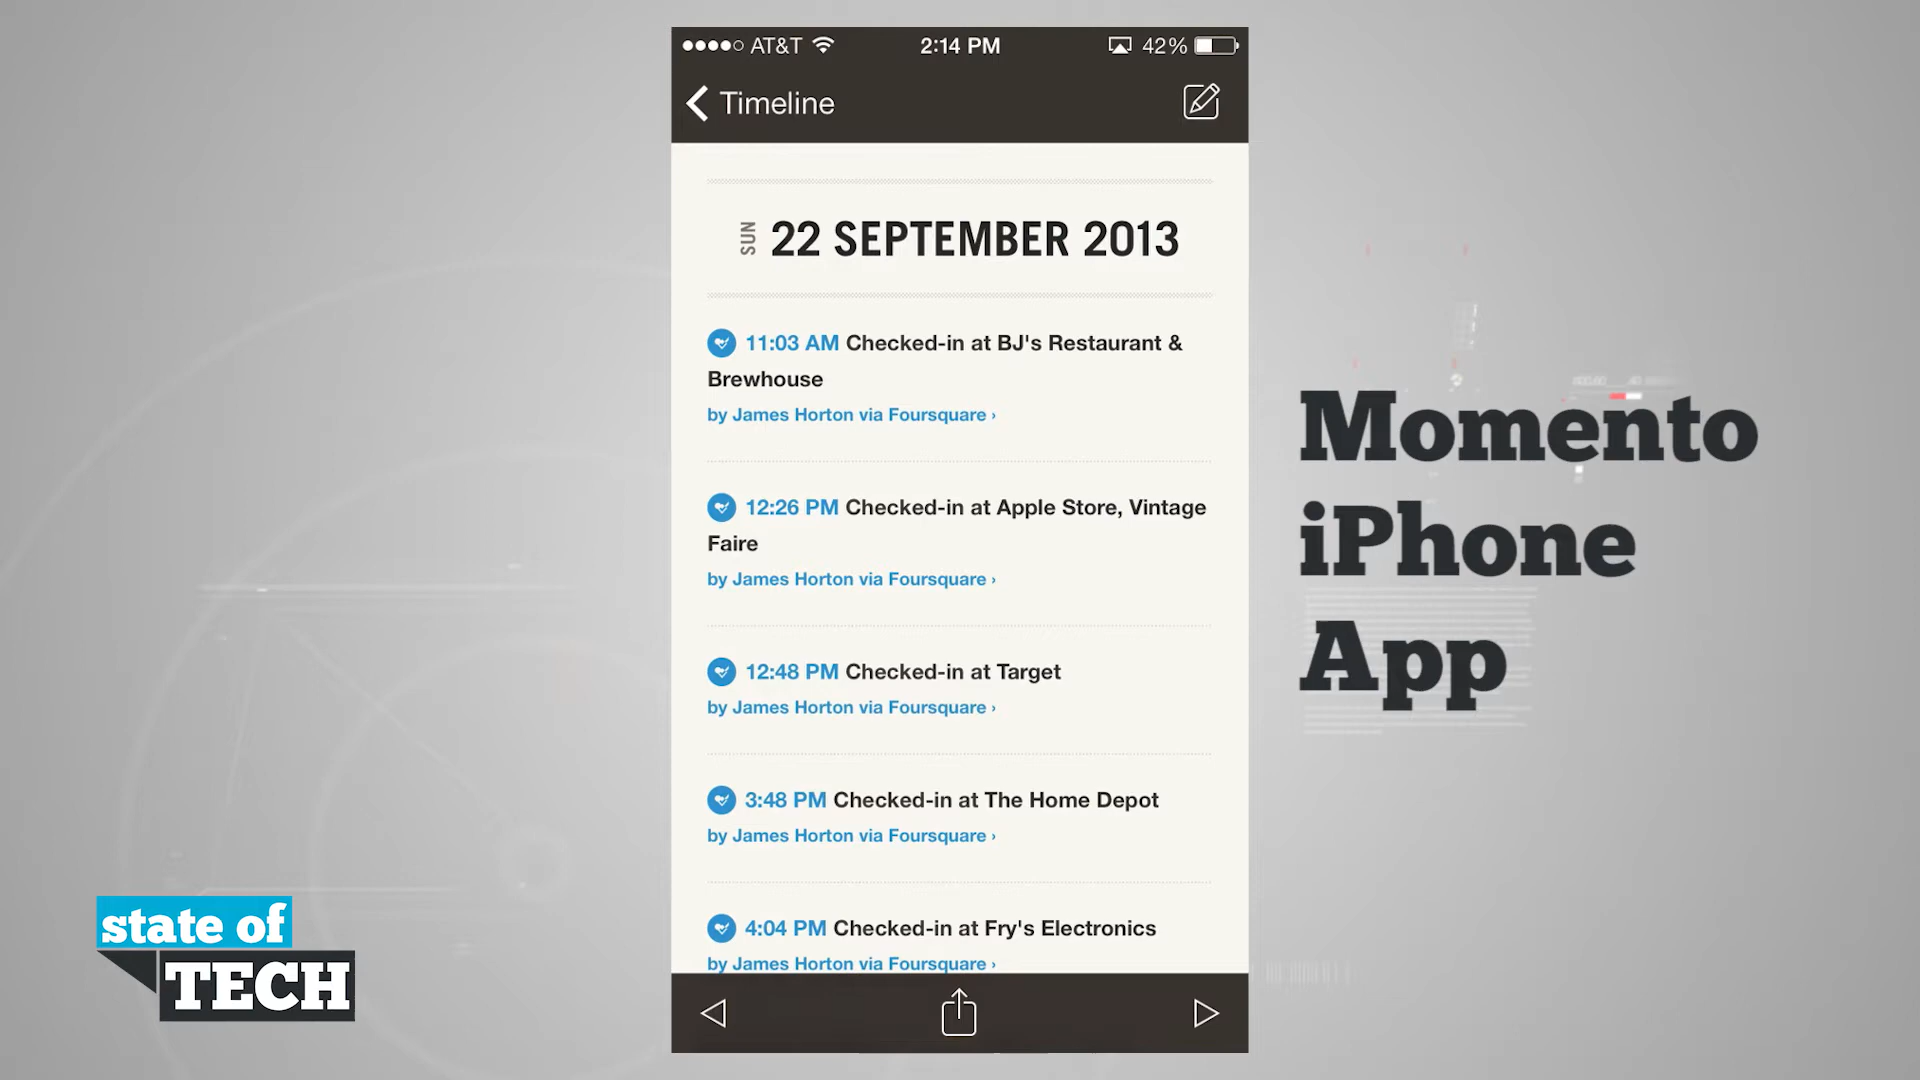 AT&T 2:14 PM 42%
Timeline
SUN 22 SEPTEMBER 2013
11:03 AM Checked-in at BJ's Restaurant &
Brewhouse
by James Horton via Foursquare ›
12:26 PM Checked-in at Apple Store, Vintage
Faire
by James Horton via Foursquare ›
12:48 PM Checked-in at Target
by James Horton via Foursquare ›
3:48 PM Checked-in at The Home Depot
by James Horton via Foursquare ›
4:04 PM Checked-in at Fry's Electronics
by James Horton via Foursquare ›
Momento
iPhone
App
state of
TECH